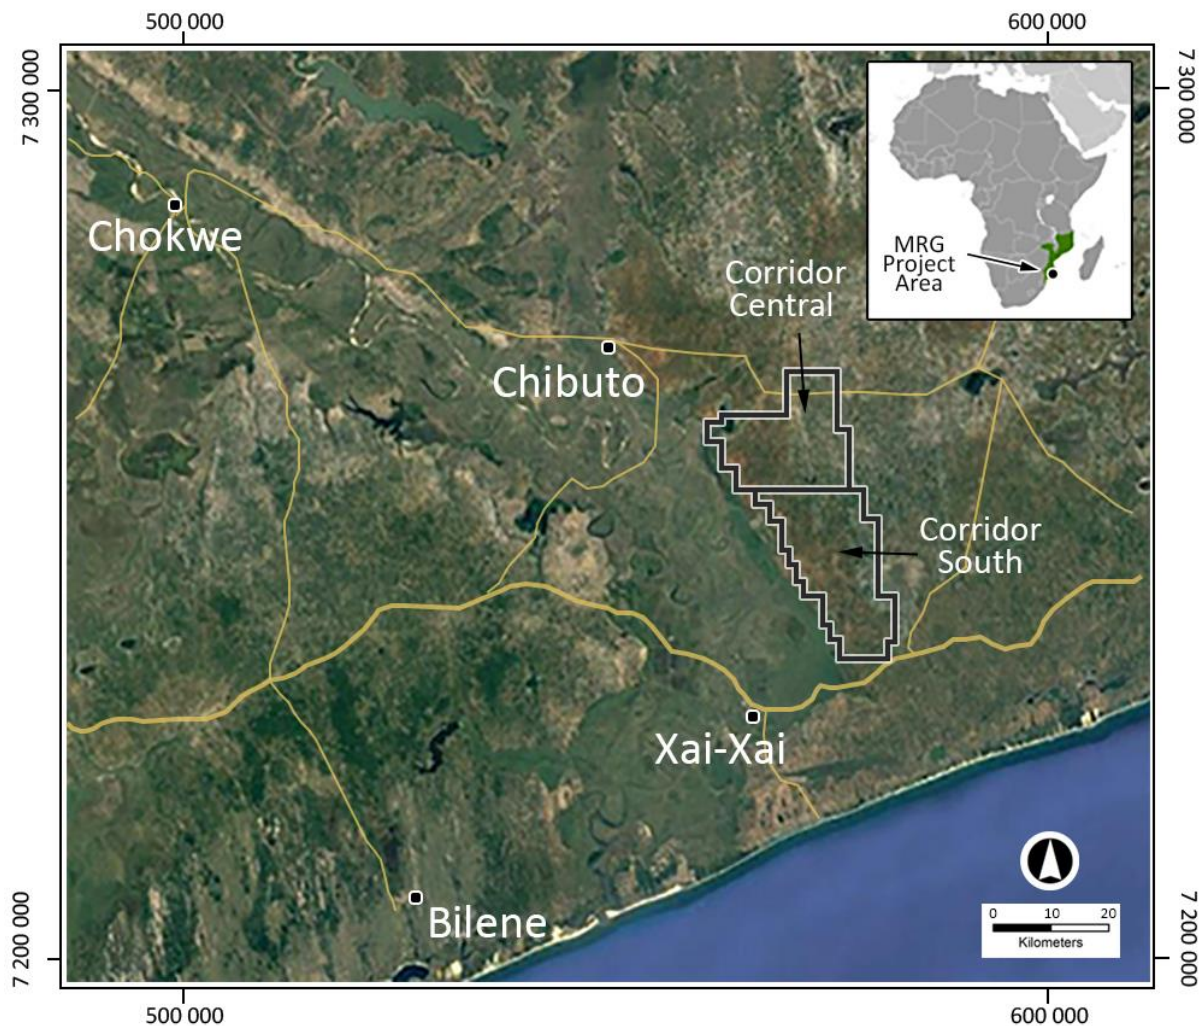 500 000
600 000
7 300 000
7 300 000
MRG
Project
Area
Chokwe
Corridor
Central
Chibuto
Corridor
South
Xai-Xai
Bilene
0 10 20
Kilometers
7 200 000
7 200 000
500 000
600 000